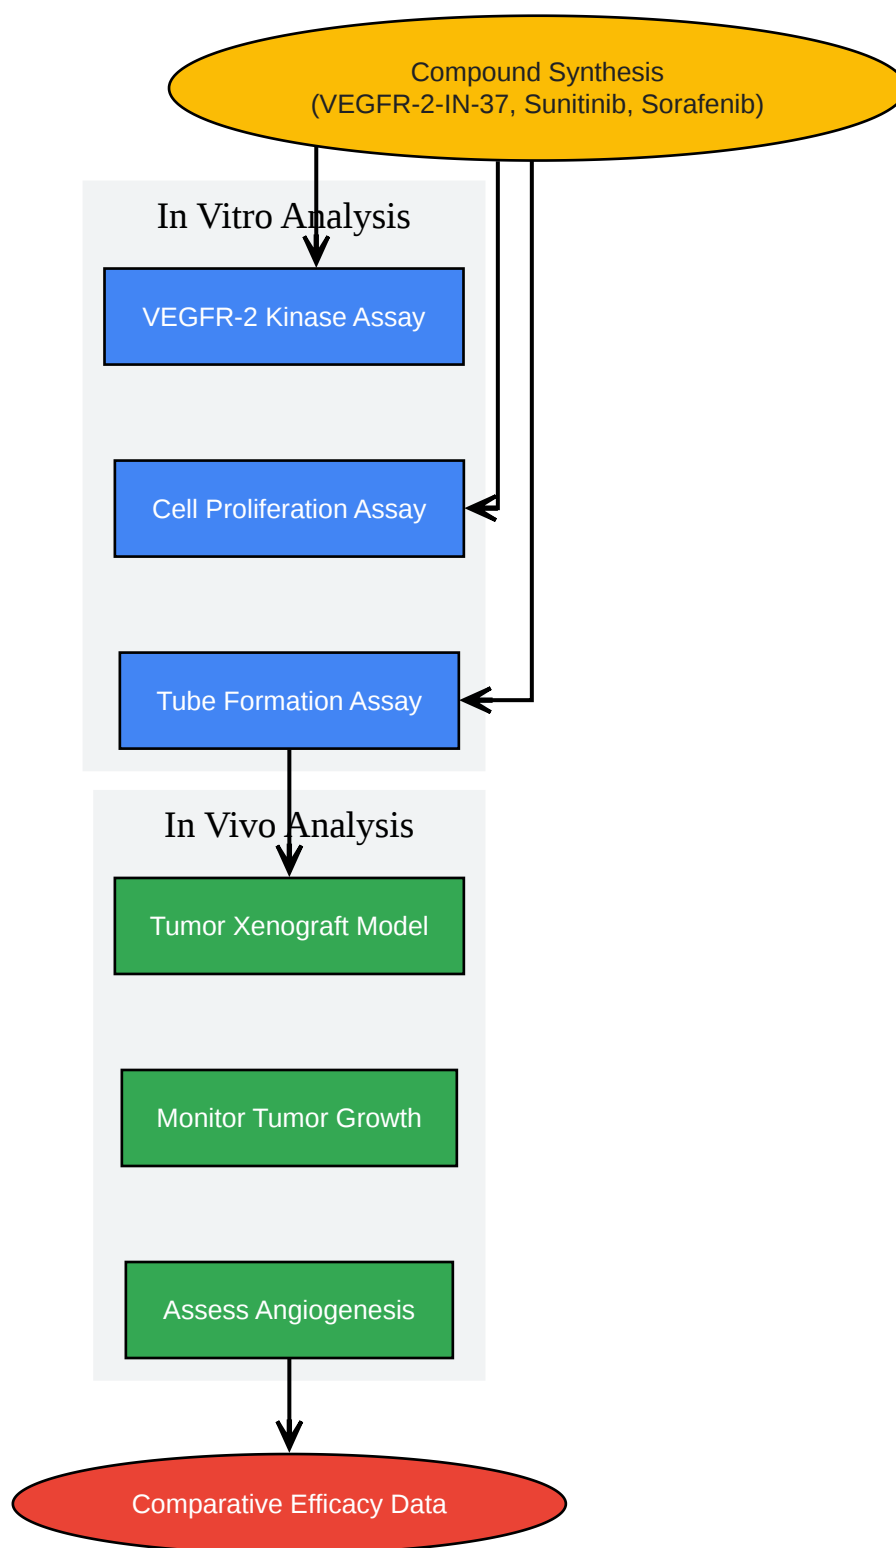 Compound Synthesis
(VEGFR-2-IN-37, Sunitinib, Sorafenib)
In Vitro Analysis
VEGFR-2 Kinase Assay
Cell Proliferation Assay
Tube Formation Assay
In Vivo Analysis
Tumor Xenograft Model
Monitor Tumor Growth
Assess Angiogenesis
Comparative Efficacy Data